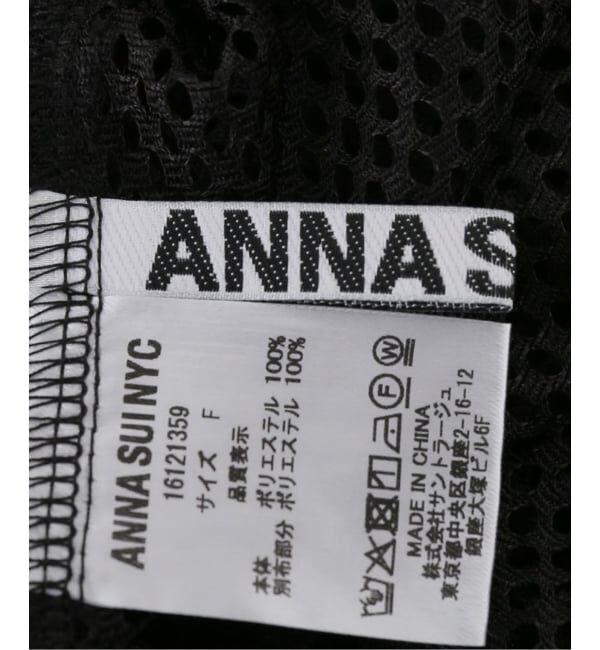 ANNA S
ANNA SUI NYC
16121359
サイズ F
品質表示
本体 ポリエステル 100%
別布部分 ポリエステル 100%
MADE IN CHINA
株式会社サントラージュ
東京都中央区銀座2-16-12
銀座大塚ビル6F